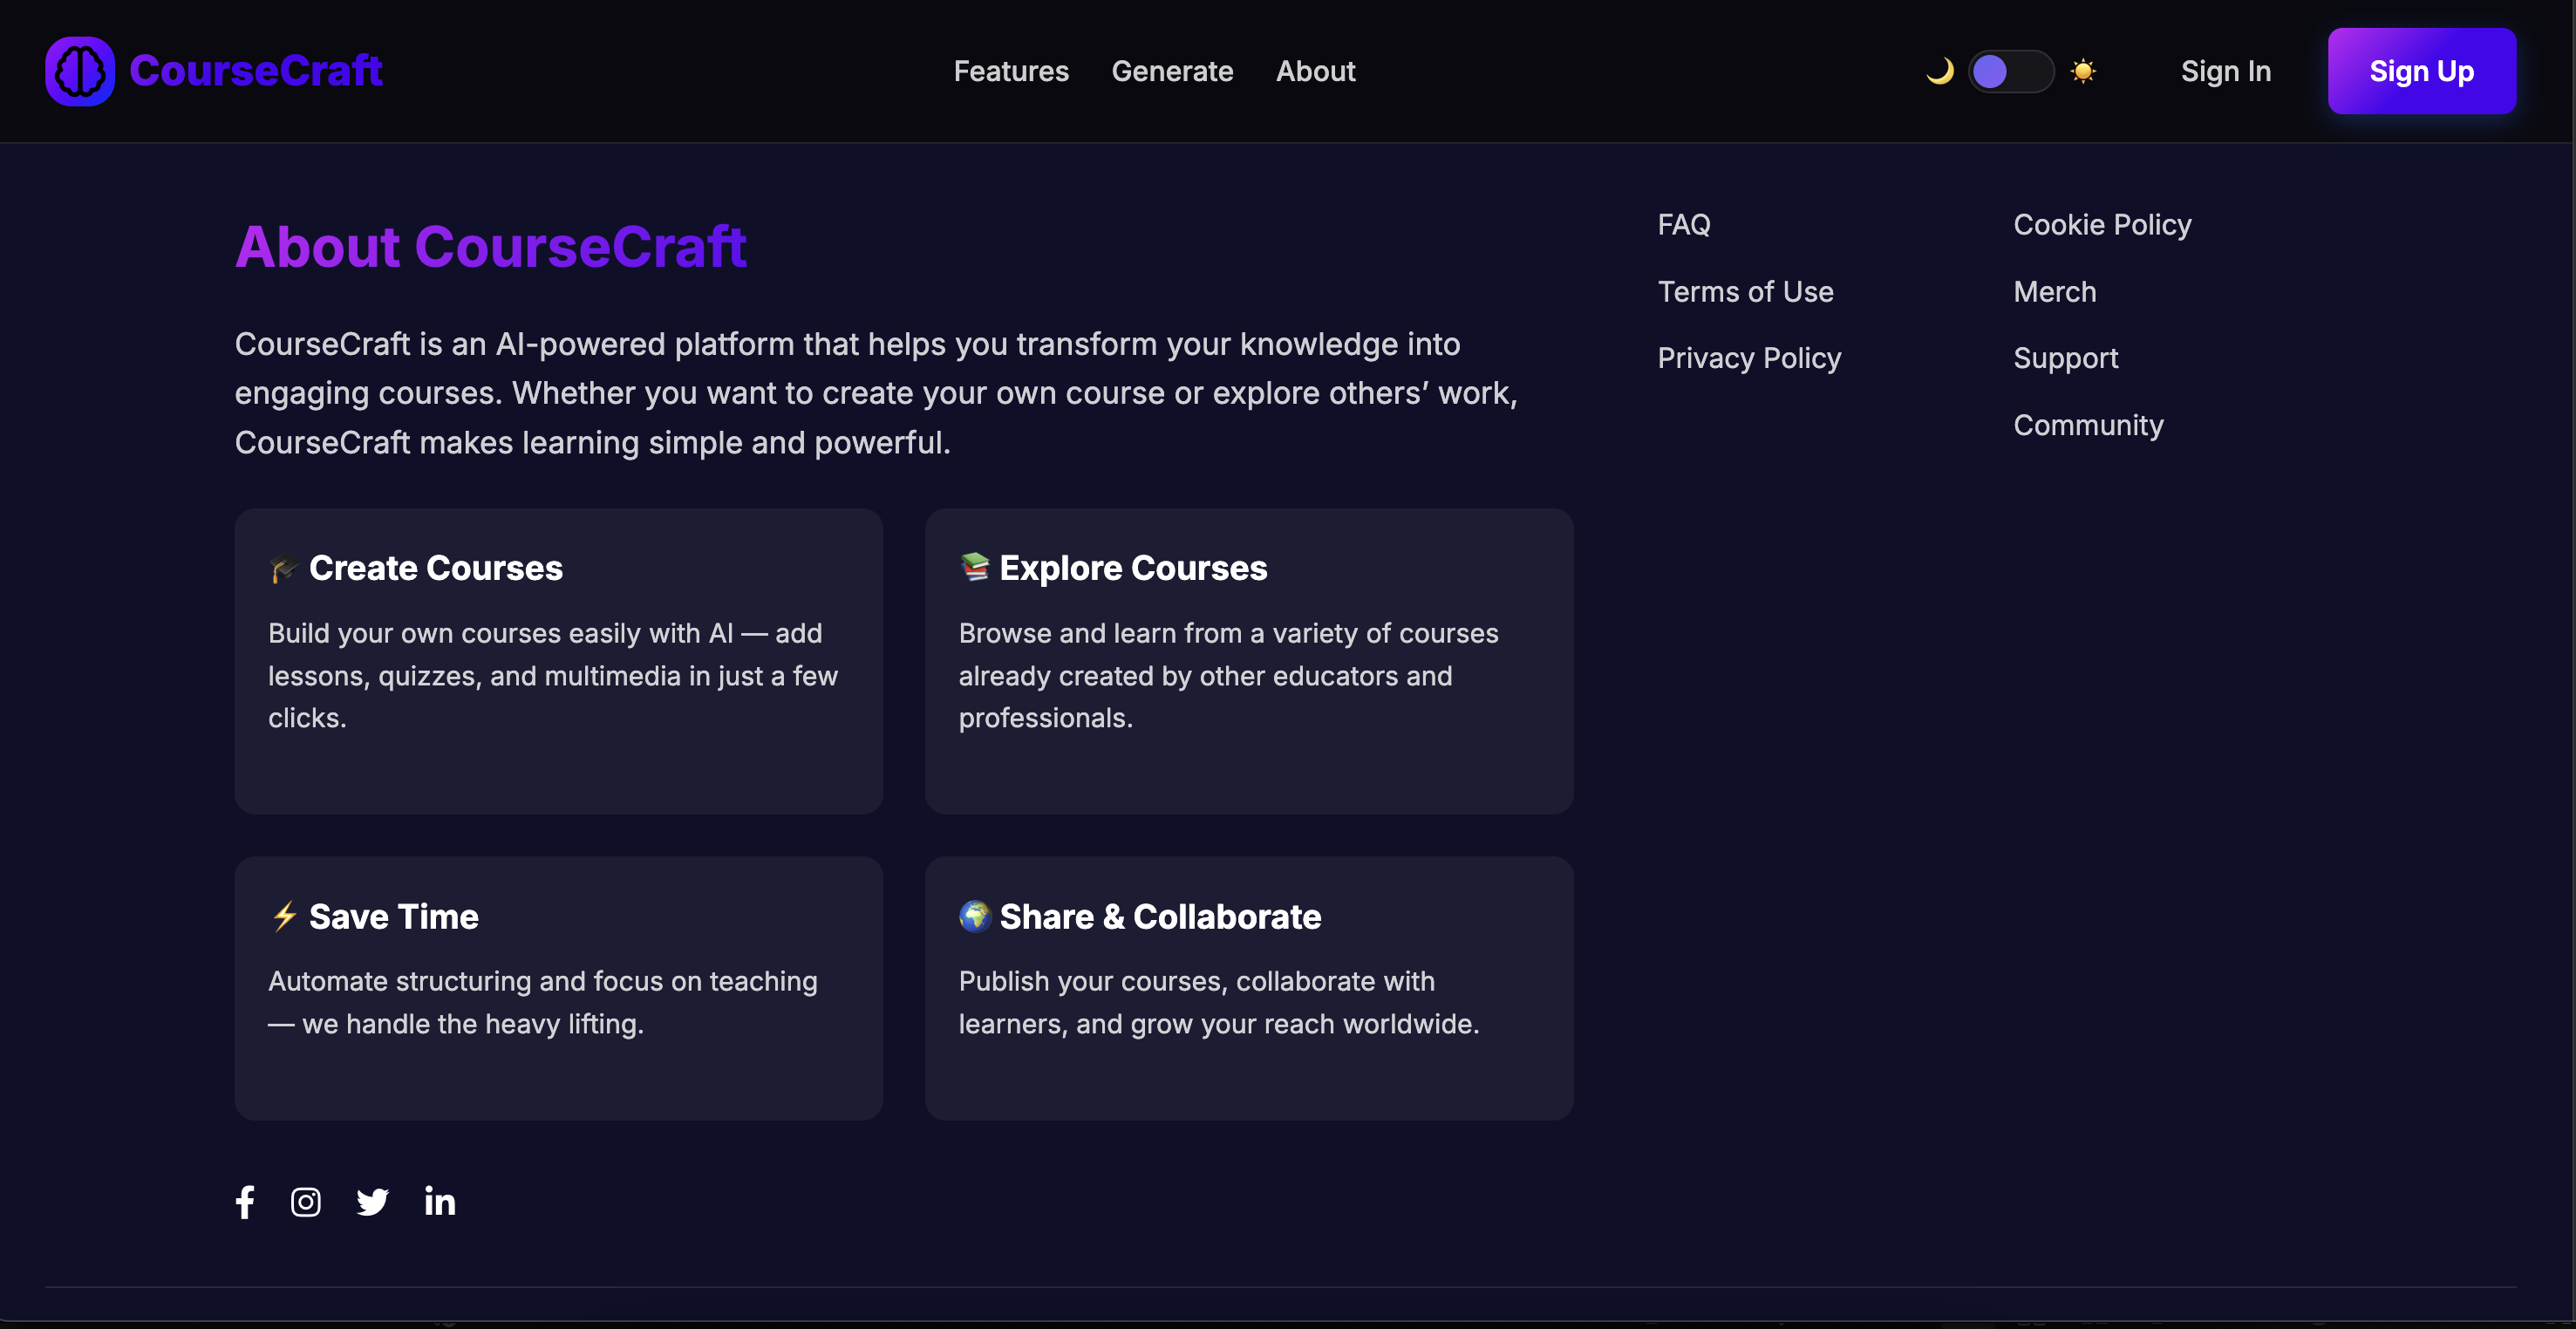 CourseCraft
Features
Generate
About
Sign In
Sign Up
About CourseCraft
CourseCraft is an AI-powered platform that helps you transform your knowledge into
engaging courses. Whether you want to create your own course or explore others’ work,
CourseCraft makes learning simple and powerful.
🎓 Create Courses
Build your own courses easily with AI — add
lessons, quizzes, and multimedia in just a few
clicks.
📚 Explore Courses
Browse and learn from a variety of courses
already created by other educators and
professionals.
⚡ Save Time
Automate structuring and focus on teaching
— we handle the heavy lifting.
🌍 Share & Collaborate
Publish your courses, collaborate with
learners, and grow your reach worldwide.
FAQ
Terms of Use
Privacy Policy
Cookie Policy
Merch
Support
Community